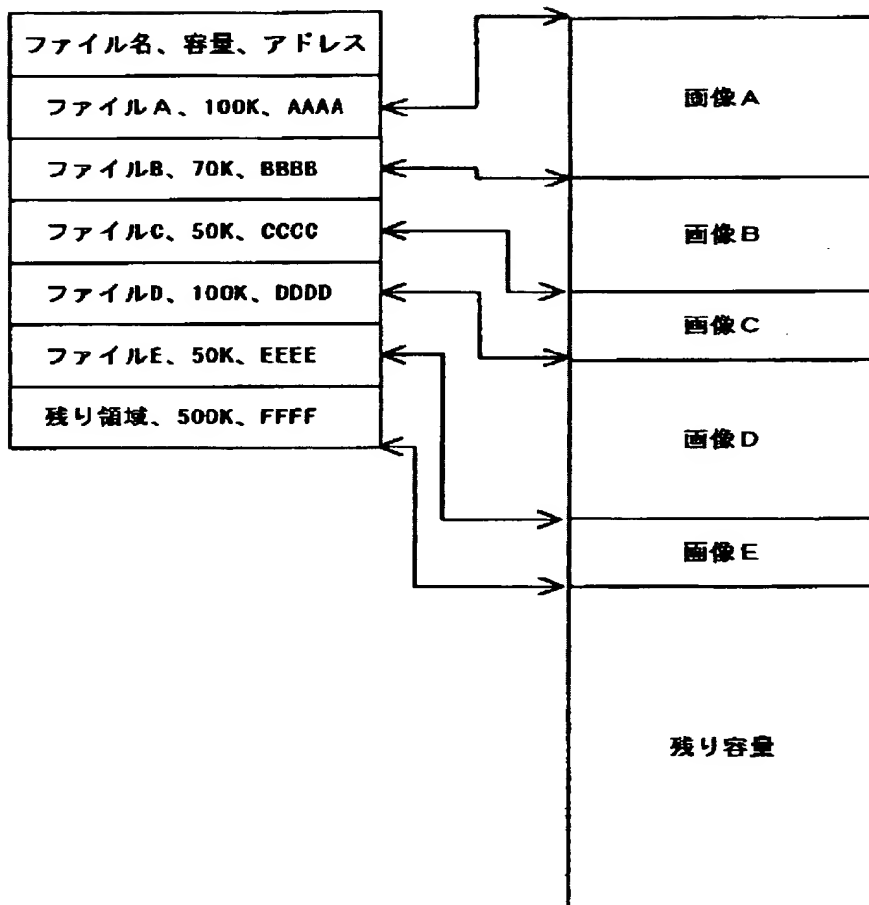 ファイル名、容量、アドレス
ファイルA、100K、AAAA
ファイルB、70K、BBBB
ファイルC、50K、CCCC
ファイルD、100K、DDDD
ファイルE、50K、EEEE
残り領域、500K、FFFF
画像A
画像B
画像C
画像D
画像E
残り容量